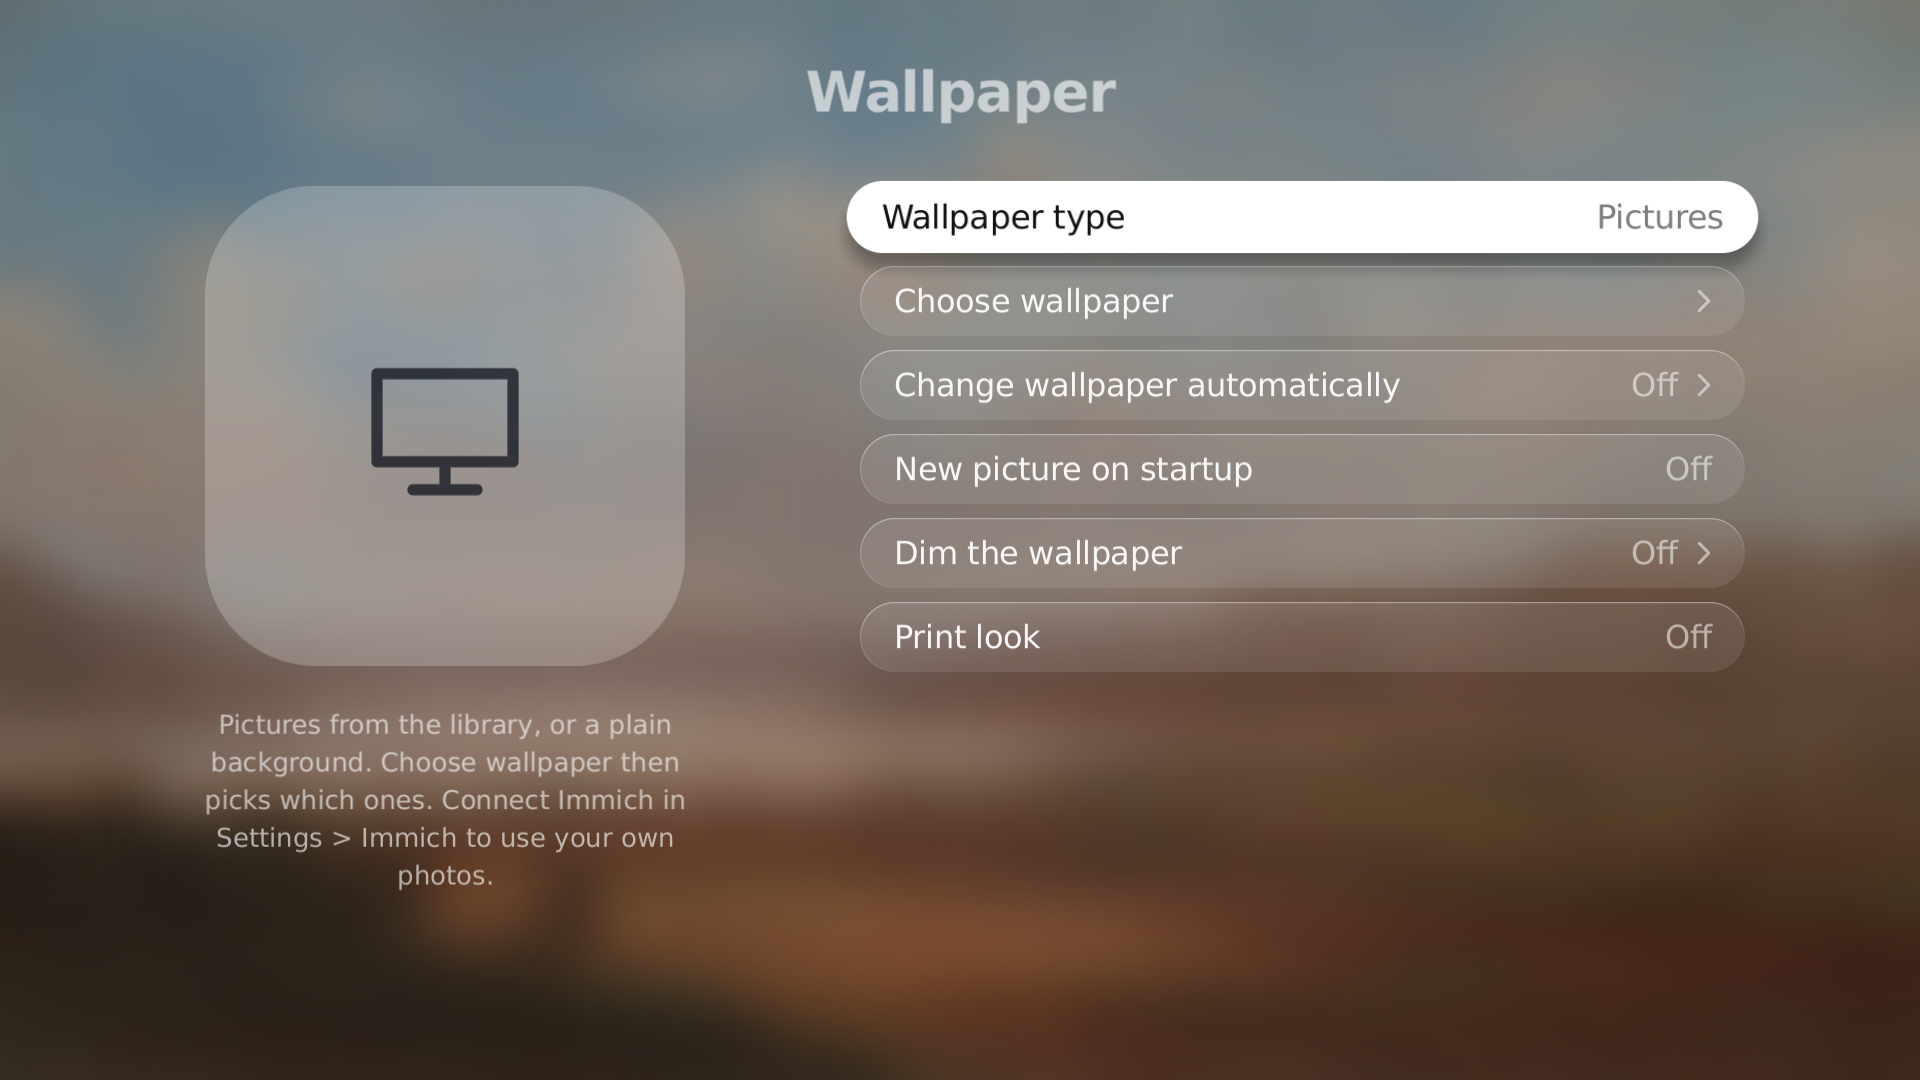 Wallpaper
Wallpaper type Pictures
Choose wallpaper
Change wallpaper automatically Off
New picture on startup Off
Dim the wallpaper Off
Print look Off
Pictures from the library, or a plain
background. Choose wallpaper then
picks which ones. Connect Immich in
Settings > Immich to use your own
photos.